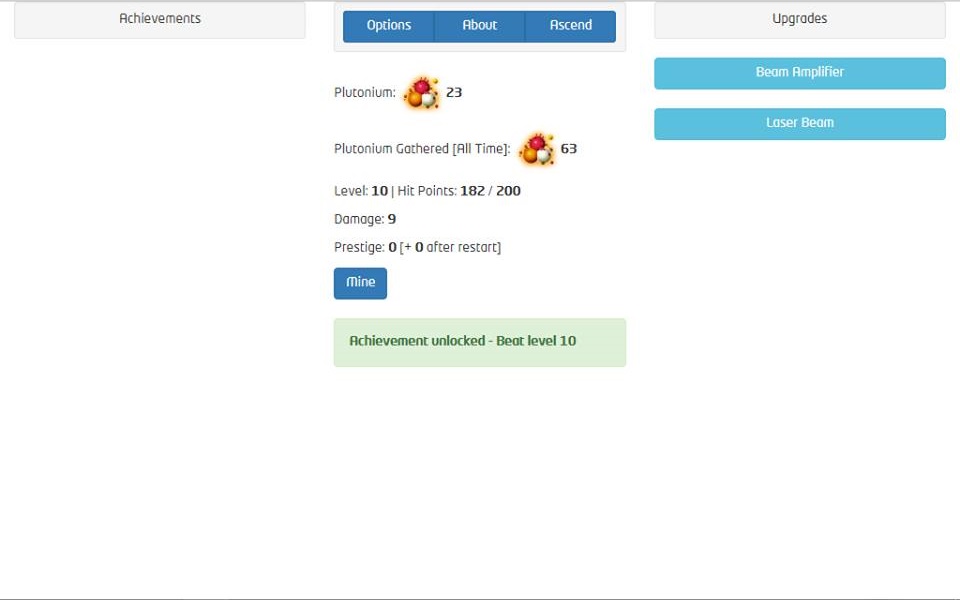 Achievements
Options About Ascend
Plutonium: 23
Plutonium Gathered [All Time]: 63
Level: 10 | Hit Points: 182 / 200
Damage: 9
Prestige: 0 [+ 0 after restart]
Mine
Achievement unlocked - Beat level 10
Upgrades
Beam Amplifier
Laser Beam